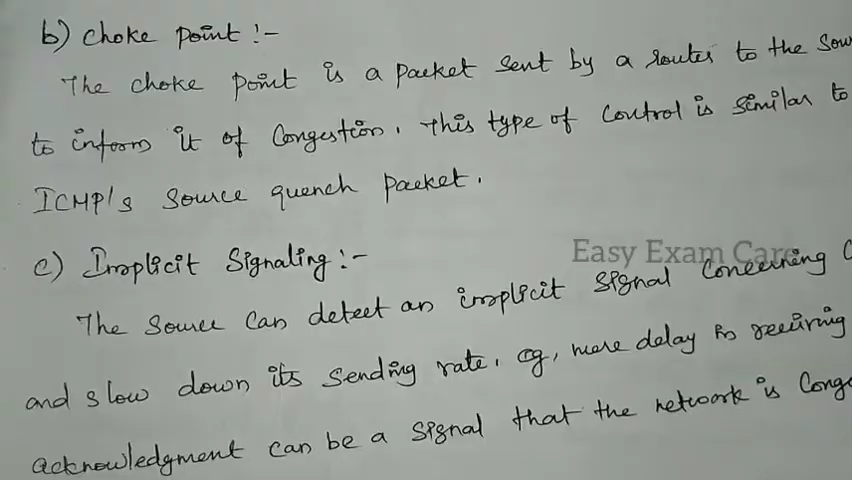 b) Choke point :-
The choke point is a packet sent by a router to the
to inform it of Congestion. This type of control is similar to
ICMP's source quench packet.
Easy Exam Care
c) Implicit Signaling :-
The source can detect an implicit signal concerning
and slow down its sending rate. eg, mere delay in receiving
acknowledgment can be a signal that the network is